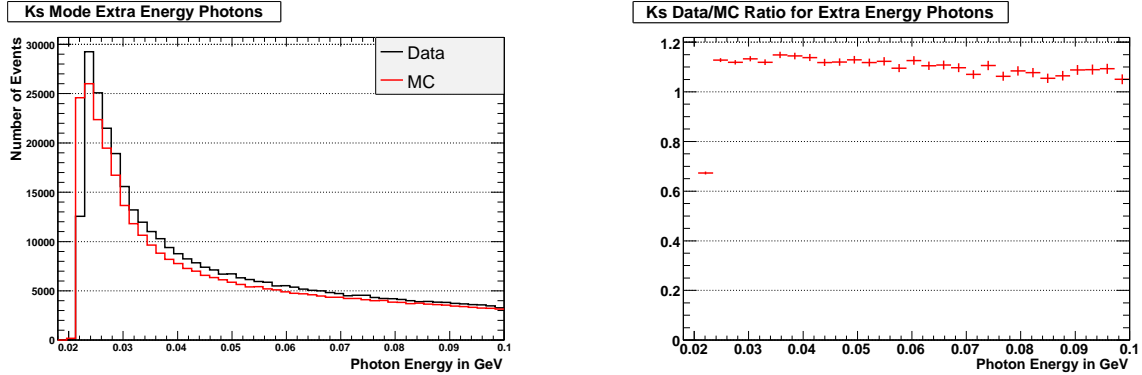 Ks Mode Extra Energy Photons
Number of Events
30000
25000
20000
15000
10000
5000
0
0.02 0.03 0.04 0.05 0.06 0.07 0.08 0.09 0.1
Photon Energy in GeV
Data
MC
Ks Data/MC Ratio for Extra Energy Photons
1.2
1
0.8
0.6
0.4
0.2
0
0.02 0.03 0.04 0.05 0.06 0.07 0.08 0.09 0.1
Photon Energy in GeV